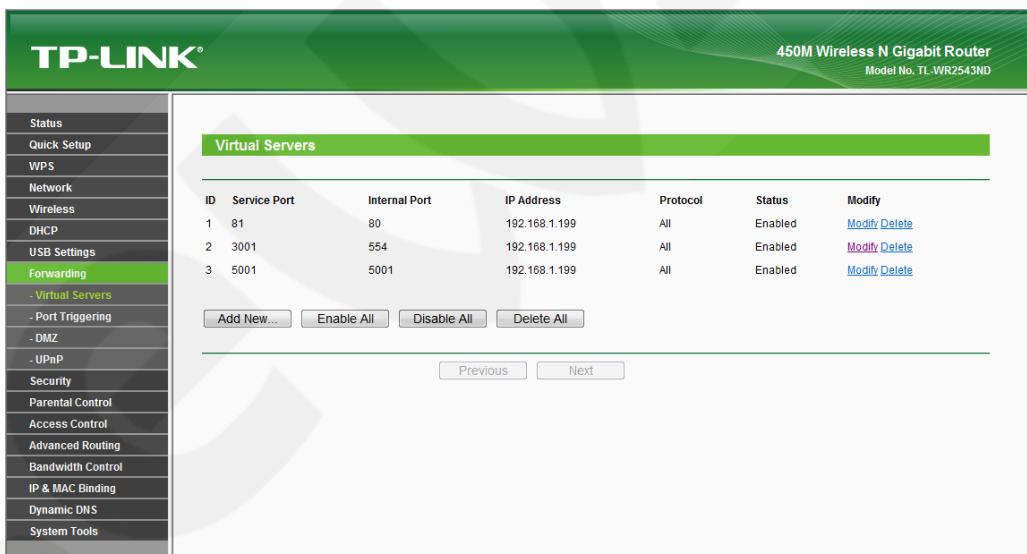 TP-LINK®
450M Wireless N Gigabit Router
Model No. TL-WR2543ND
Status
Quick Setup
WPS
Network
Wireless
DHCP
USB Settings
Forwarding
- Virtual Servers
- Port Triggering
- DMZ
- UPnP
Security
Parental Control
Access Control
Advanced Routing
Bandwidth Control
IP & MAC Binding
Dynamic DNS
System Tools
Virtual Servers
ID Service Port Internal Port IP Address Protocol Status Modify
1 81 80 192.168.1.199 All Enabled Modify Delete
2 3001 554 192.168.1.199 All Enabled Modify Delete
3 5001 5001 192.168.1.199 All Enabled Modify Delete
Add New... Enable All Disable All Delete All
Previous Next